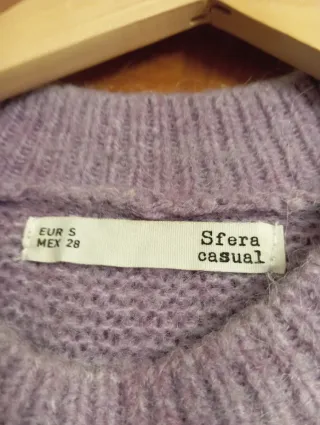 EUR S
MEX 28
Sfera
casual